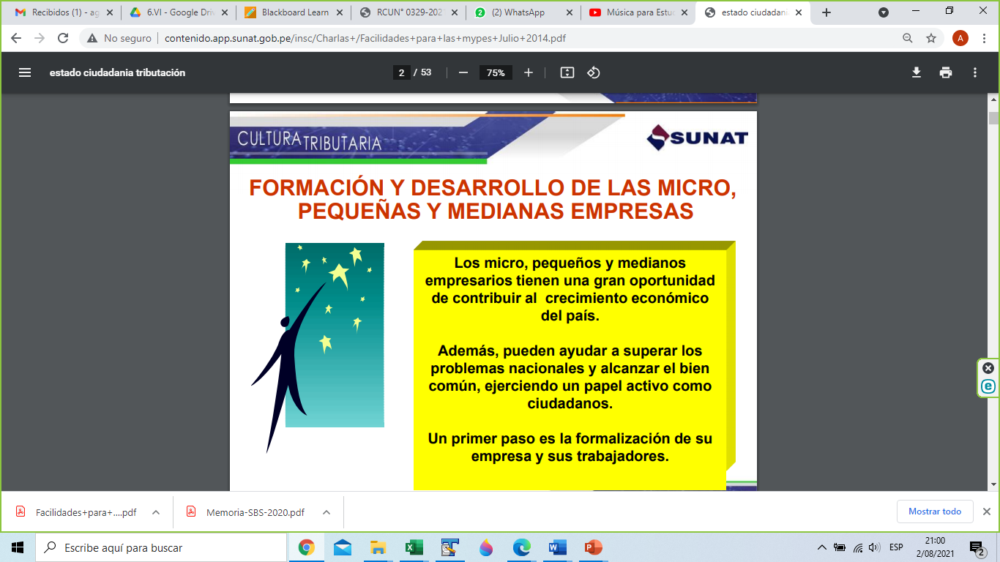 Recibidos (1) - ag
6.VI - Google Driv
Blackboard Learn
RCUN° 0329-2021
(2) WhatsApp
Música para Estud
estado ciudadani
No seguro
contenido.app.sunat.gob.pe/insc/Charlas+/Facilidades+para+las+mypes+Julio+2014.pdf
A
estado ciudadania tributación
2 / 53
75%
CULTURA TRIBUTARIA
SUNAT
FORMACIÓN Y DESARROLLO DE LAS MICRO,
PEQUEÑAS Y MEDIANAS EMPRESAS
Los micro, pequeños y medianos
empresarios tienen una gran oportunidad
de contribuir al crecimiento económico
del país.
Además, pueden ayudar a superar los
problemas nacionales y alcanzar el bien
común, ejerciendo un papel activo como
ciudadanos.
Un primer paso es la formalización de su
empresa y sus trabajadores.
Facilidades+para+....pdf
Memoria-SBS-2020.pdf
Mostrar todo
Escribe aquí para buscar
ESP
21:00
2/08/2021
2